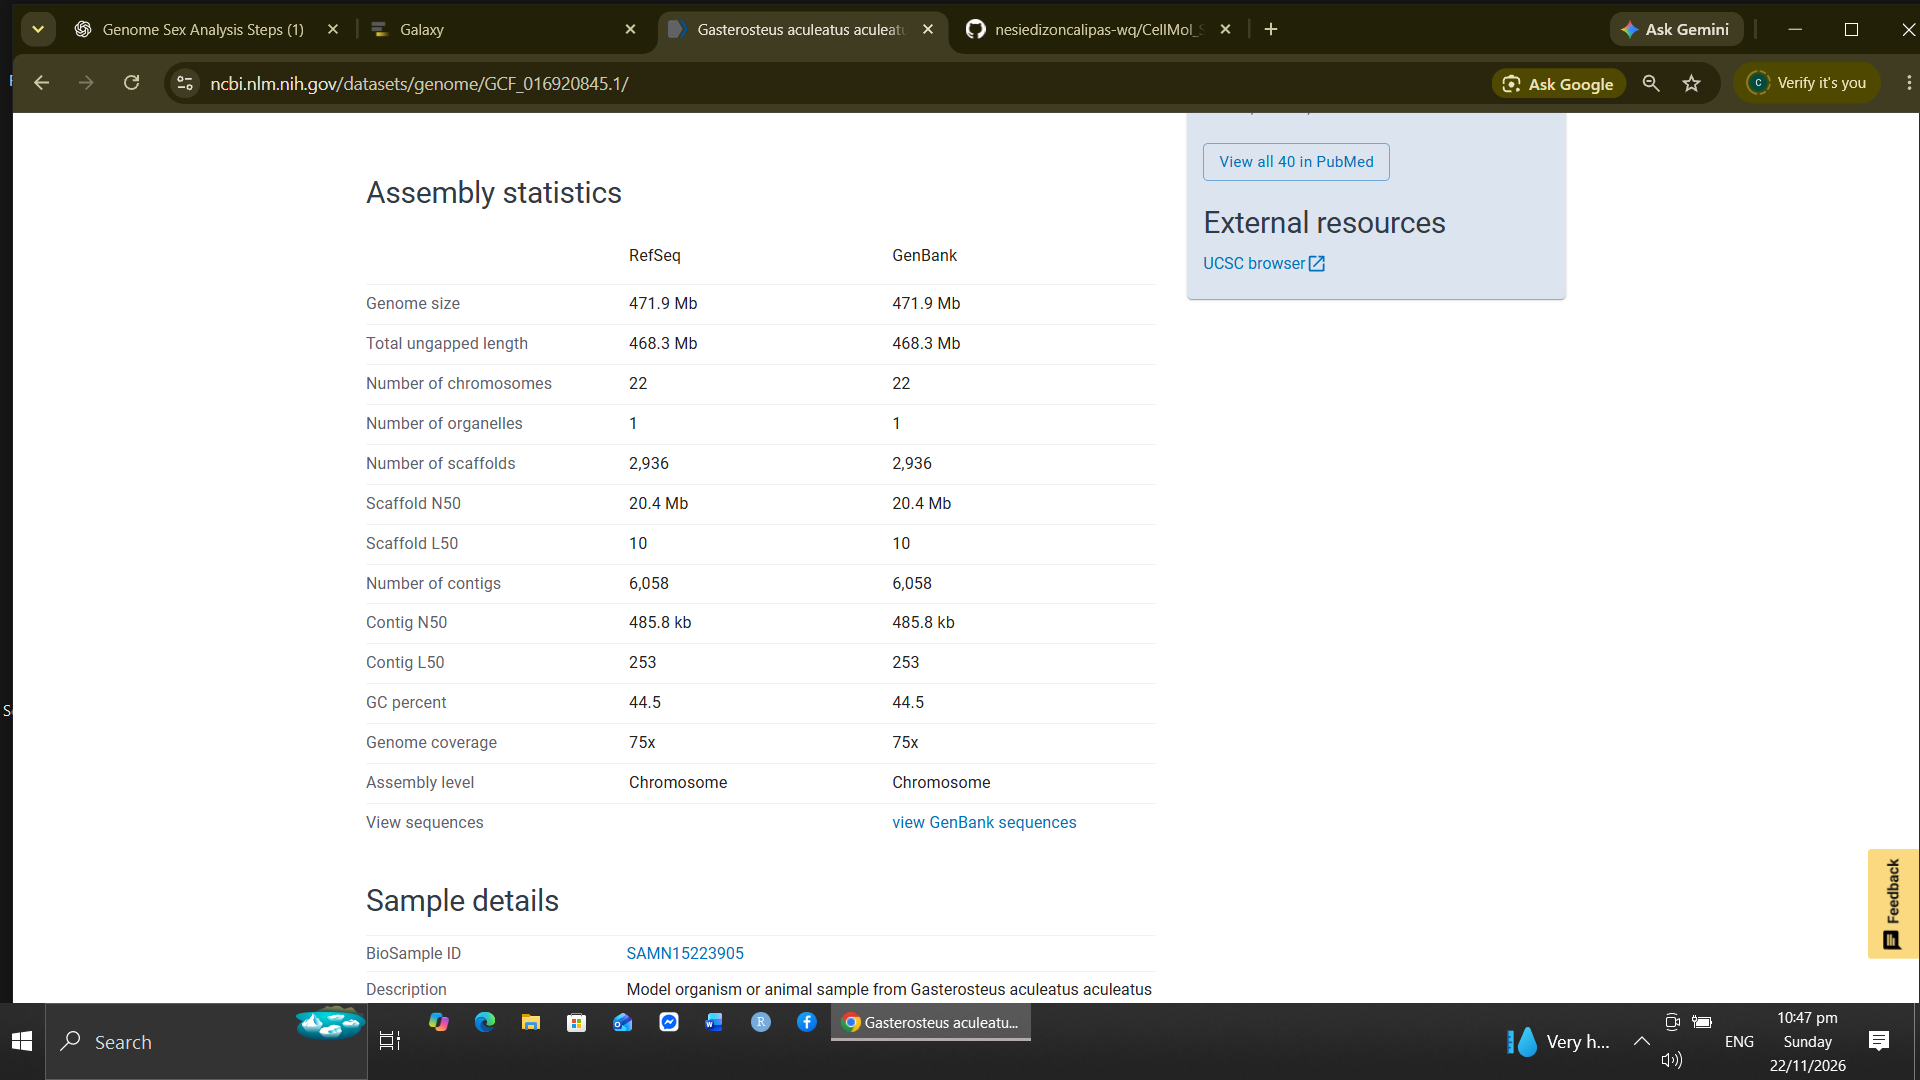 Genome Sex Analysis Steps (1)
Galaxy
Gasterosteus aculeatus aculeatu
nesiedizoncalipas-wq/CellMol_S
Ask Gemini
ncbi.nlm.nih.gov/datasets/genome/GCF_016920845.1/
Ask Google
C
Verify it's you
View all 40 in PubMed
External resources
UCSC browser
Assembly statistics
RefSeq GenBank
Genome size 471.9 Mb 471.9 Mb
Total ungapped length 468.3 Mb 468.3 Mb
Number of chromosomes 22 22
Number of organelles 1 1
Number of scaffolds 2,936 2,936
Scaffold N50 20.4 Mb 20.4 Mb
Scaffold L50 10 10
Number of contigs 6,058 6,058
Contig N50 485.8 kb 485.8 kb
Contig L50 253 253
GC percent 44.5 44.5
Genome coverage 75x 75x
Assembly level Chromosome Chromosome
View sequences view GenBank sequences
Sample details
BioSample ID SAMN15223905
Description Model organism or animal sample from Gasterosteus aculeatus aculeatus
Feedback
Search
Gasterosteus aculeatu...
Very h...
ENG
10:47 pm
Sunday
22/11/2026